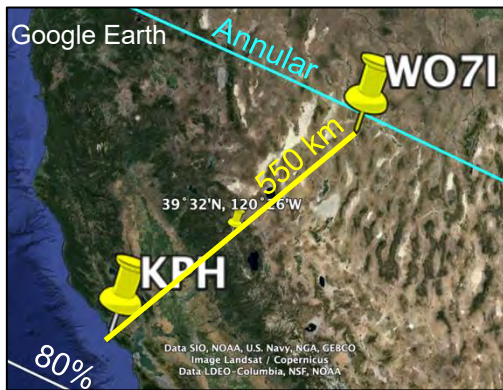 Google Earth
Annular
WO7I
550 km
39°32'N, 120°26'W
KPH
80%
Data SIO, NOAA, U.S. Navy, NGA, GEBCO
Image Landsat / Copernicus
Data LDEO-Columbia, NSF, NOAA